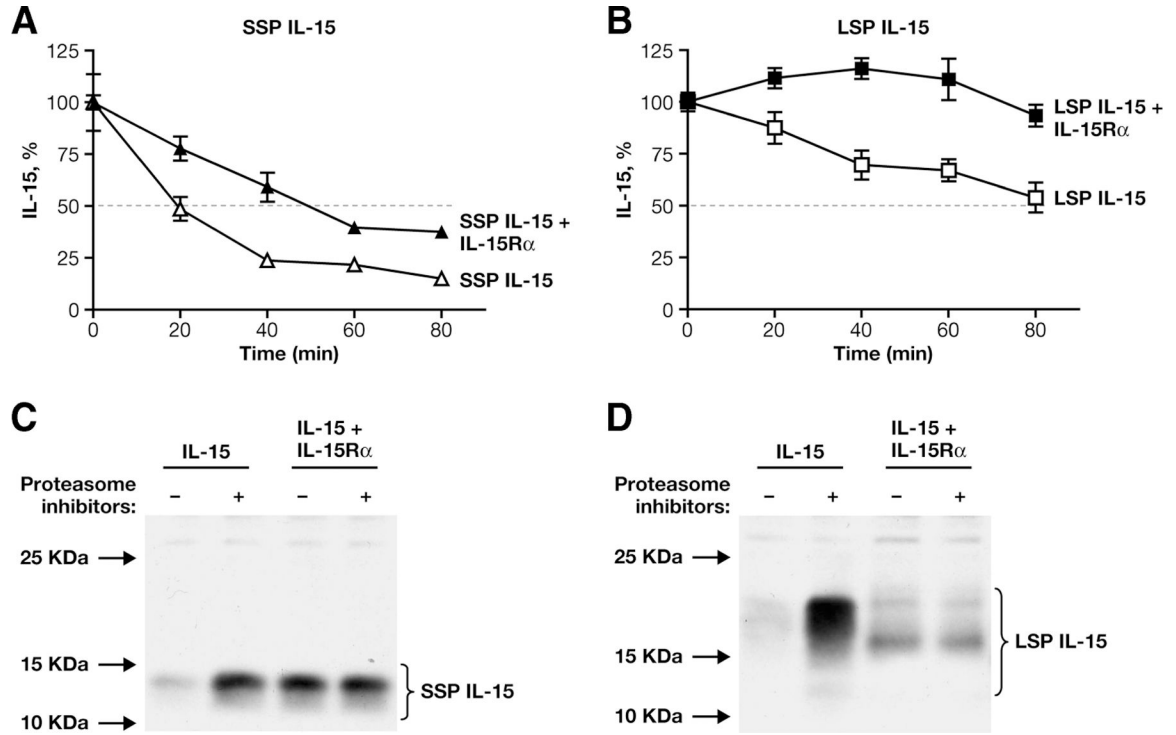 A
SSP IL-15
125
100
75
50
25
0
IL-15, %
0 20 40 60 80
Time (min)
SSP IL-15 +
IL-15Rα
SSP IL-15
B
LSP IL-15
125
100
75
50
25
0
IL-15, %
0 20 40 60 80
Time (min)
LSP IL-15 +
IL-15Rα
LSP IL-15
C
IL-15
IL-15 +
IL-15Rα
Proteasome
inhibitors:
– + – +
25 KDa
15 KDa
10 KDa
SSP IL-15
D
IL-15
IL-15 +
IL-15Rα
Proteasome
inhibitors:
– + – +
25 KDa
15 KDa
10 KDa
LSP IL-15